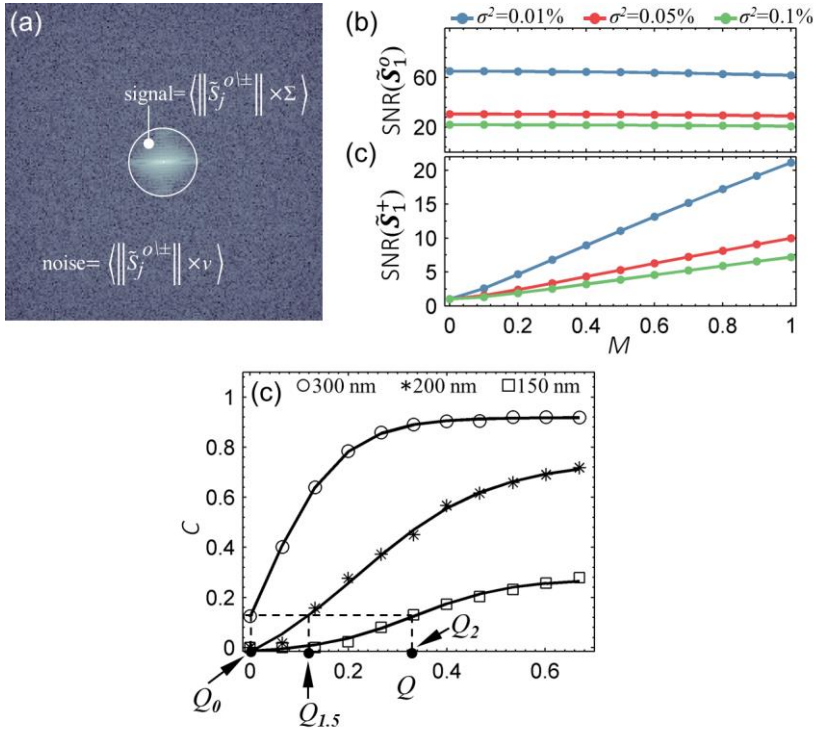 (a)
signal=⟨‖S̃ⱼ^{o\±}‖×Σ⟩
noise=⟨‖S̃ⱼ^{o\±}‖×ν⟩
(b) σ²=0.01% σ²=0.05% σ²=0.1%
SNR(S̃₁ᵒ)
60
20
(c)
SNR(S̃₁⁺)
20
15
10
5
0
0 0.2 0.4 0.6 0.8 1
M
(c) 300 nm 200 nm 150 nm
C
1
0.8
0.6
0.4
0.2
0
0 0.2 0.4 0.6
Q₀ Q₁.₅ Q Q₂